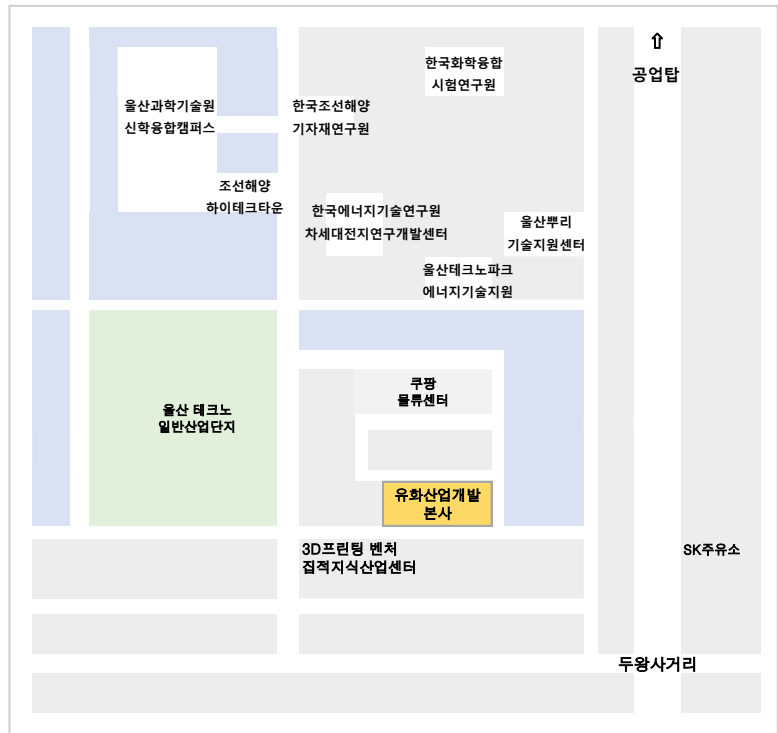 ⇧
공업탑
한국화학융합
시험연구원
울산과학기술원
신학융합캠퍼스
한국조선해양
기자재연구원
조선해양
하이테크타운
한국에너지기술연구원
차세대전지연구개발센터
울산뿌리
기술지원센터
울산테크노파크
에너지기술지원
울산 테크노
일반산업단지
쿠팡
물류센터
유화산업개발
본사
3D프린팅 벤처
집적지식산업센터
SK주유소
두왕사거리